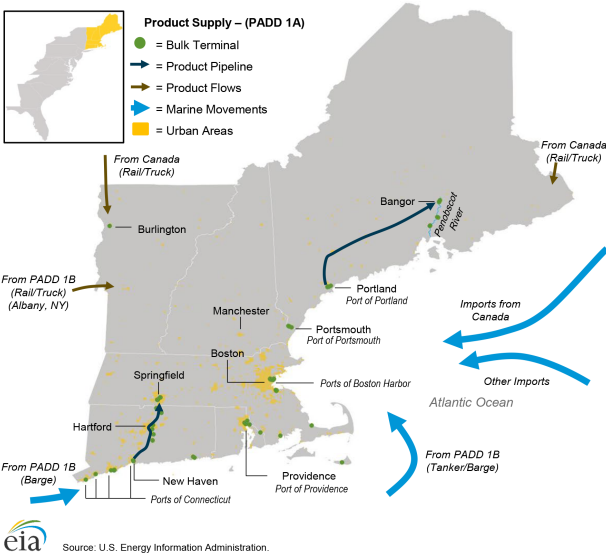 Product Supply – (PADD 1A)
= Bulk Terminal
= Product Pipeline
= Product Flows
= Marine Movements
= Urban Areas
From Canada
(Rail/Truck)
From Canada
(Rail/Truck)
Bangor
Penobscot
River
Burlington
From PADD 1B
(Rail/Truck)
(Albany, NY)
Portland
Port of Portland
Imports from
Canada
Manchester
Portsmouth
Port of Portsmouth
Boston
Springfield
Ports of Boston Harbor
Other Imports
Atlantic Ocean
Hartford
From PADD 1B
(Tanker/Barge)
From PADD 1B
(Barge)
New Haven
Ports of Connecticut
Providence
Port of Providence
eia
Source: U.S. Energy Information Administration.